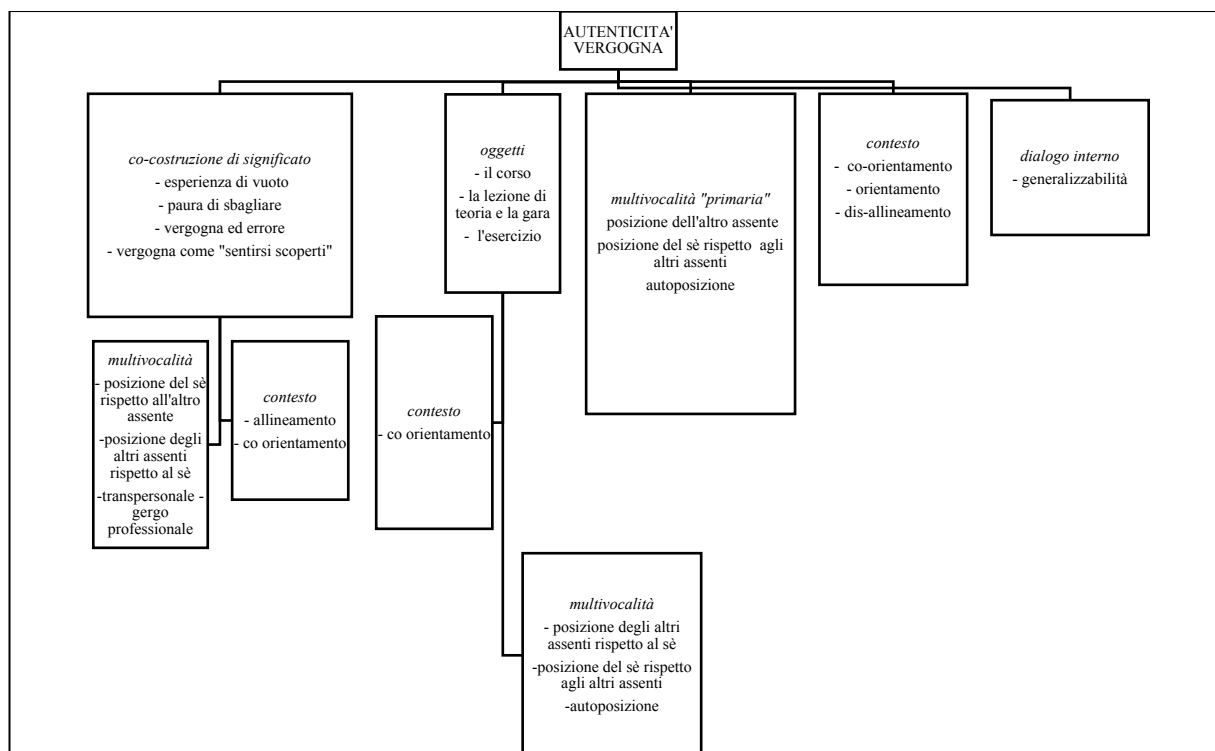 AUTENTICITA'
VERGOGNA
co-costruzione di significato
- esperienza di vuoto
- paura di sbagliare
- vergogna ed errore
- vergogna come "sentirsi scoperti"
oggetti
- il corso
- la lezione di
teoria e la gara
- l'esercizio
multivocalità "primaria"
posizione dell'altro assente
posizione del sè rispetto agli
altri assenti
autoposizione
contesto
- co-orientamento
- orientamento
- dis-allineamento
dialogo interno
- generalizzabilità
multivocalità
- posizione del sè
rispetto all'altro
assente
-posizione degli
altri assenti
rispetto al sè
-transpersonale -
gergo
professionale
contesto
- allineamento
- co orientamento
contesto
- co orientamento
multivocalità
- posizione degli altri
assenti rispetto al sè
-posizione del sè rispetto
agli altri assenti
-autoposizione